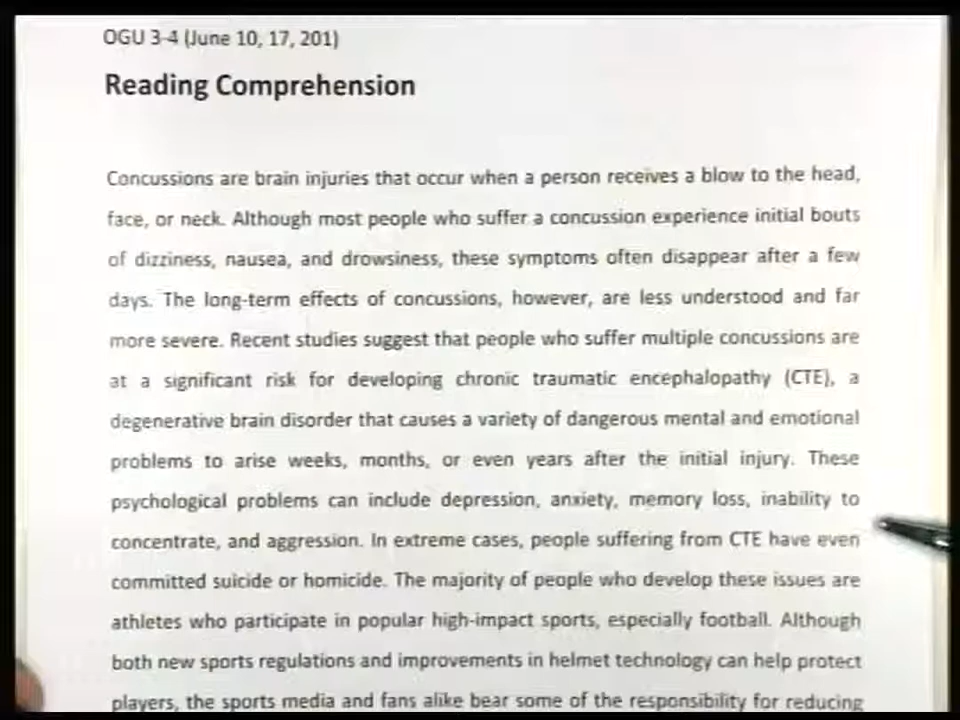 OGU 3-4 (June 10, 17, 201)
Reading Comprehension
Concussions are brain injuries that occur when a person receives a blow to the head,
face, or neck. Although most people who suffer a concussion experience initial bouts
of dizziness, nausea, and drowsiness, these symptoms often disappear after a few
days. The long-term effects of concussions, however, are less understood and far
more severe. Recent studies suggest that people who suffer multiple concussions are
at a significant risk for developing chronic traumatic encephalopathy (CTE), a
degenerative brain disorder that causes a variety of dangerous mental and emotional
problems to arise weeks, months, or even years after the initial injury. These
psychological problems can include depression, anxiety, memory loss, inability to
concentrate, and aggression. In extreme cases, people suffering from CTE have even
committed suicide or homicide. The majority of people who develop these issues are
athletes who participate in popular high-impact sports, especially football. Although
both new sports regulations and improvements in helmet technology can help protect
players, the sports media and fans alike bear some of the responsibility for reducing